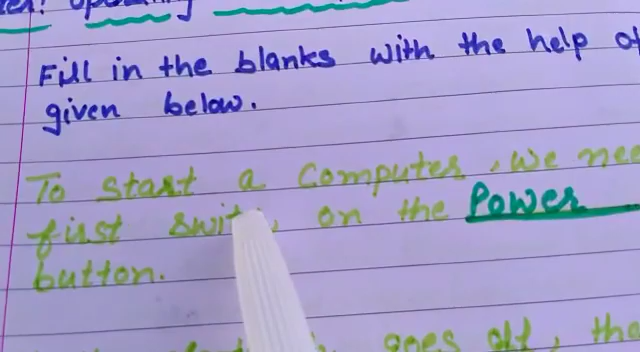 Fill in the blanks with the help of
given below.
To start a Computer, we nee
first swit on the Power
button.
goes off, the